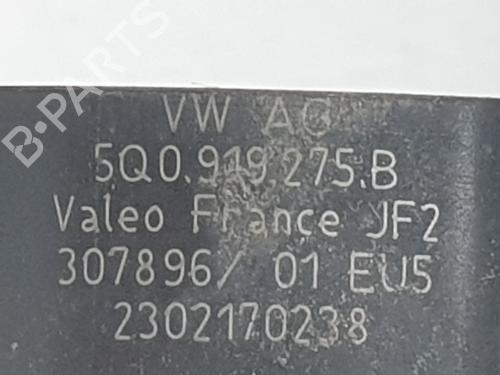 B-PARTS
VW AG
5Q0.919.275.B
Valeo France JF2
307896/ 01 EU5
2302170238